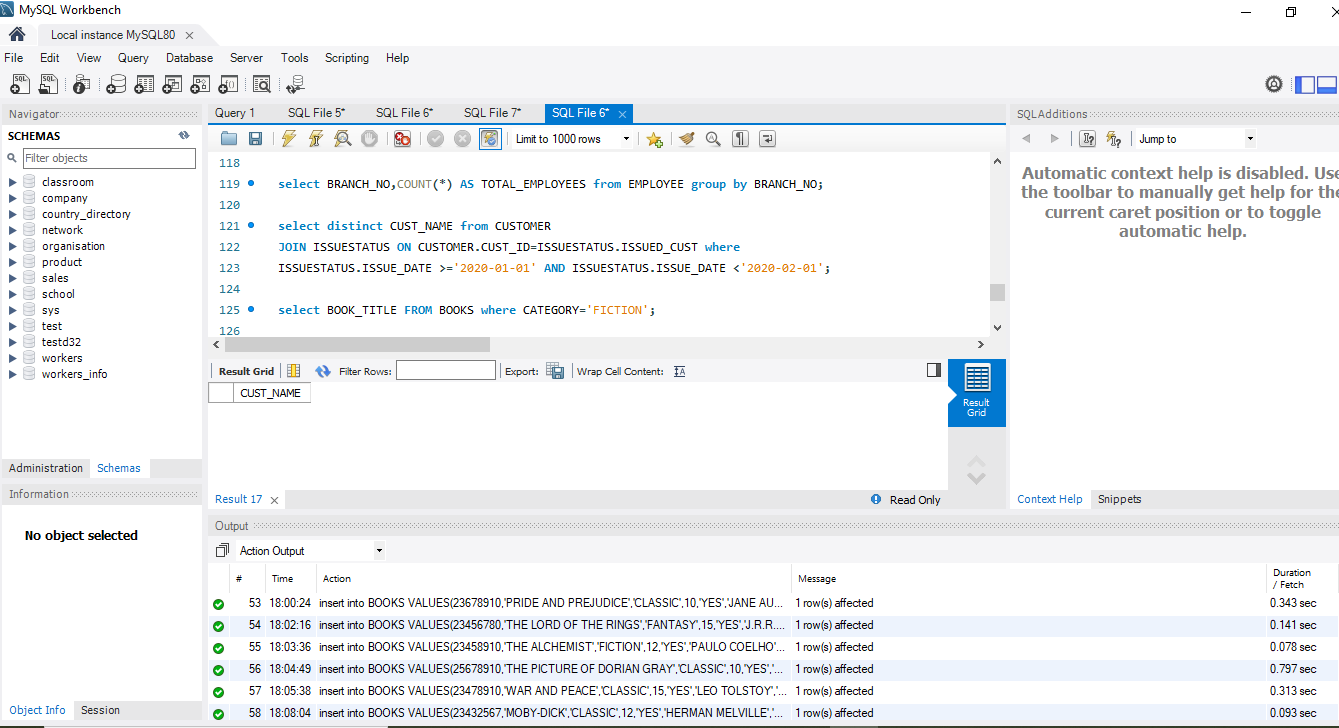 MySQL Workbench
Local instance MySQL80
File Edit View Query Database Server Tools Scripting Help
Navigator
SCHEMAS
Filter objects
classroom
company
country_directory
network
organisation
product
sales
school
sys
test
testd32
workers
workers_info
Administration Schemas
Information
No object selected
Object Info Session
Query 1 SQL File 5* SQL File 6* SQL File 7* SQL File 6*
Limit to 1000 rows
118
119 select BRANCH_NO,COUNT(*) AS TOTAL_EMPLOYEES from EMPLOYEE group by BRANCH_NO;
120
121 select distinct CUST_NAME from CUSTOMER
122 JOIN ISSUESTATUS ON CUSTOMER.CUST_ID=ISSUESTATUS.ISSUED_CUST where
123 ISSUESTATUS.ISSUE_DATE >='2020-01-01' AND ISSUESTATUS.ISSUE_DATE <'2020-02-01';
124
125 select BOOK_TITLE FROM BOOKS where CATEGORY='FICTION';
126
Result Grid Filter Rows: Export: Wrap Cell Content:
CUST_NAME
Result
Grid
Result 17 Read Only
SQLAdditions
Jump to
Automatic context help is disabled. Use
the toolbar to manually get help for the
current caret position or to toggle
automatic help.
Context Help Snippets
Output
Action Output
# Time Action Message Duration / Fetch
53 18:00:24 insert into BOOKS VALUES(23678910,'PRIDE AND PREJUDICE','CLASSIC',10,'YES','JANE AU... 1 row(s) affected 0.343 sec
54 18:02:16 insert into BOOKS VALUES(23456780,'THE LORD OF THE RINGS','FANTASY',15,'YES','J.R.R.... 1 row(s) affected 0.141 sec
55 18:03:36 insert into BOOKS VALUES(23458910,'THE ALCHEMIST','FICTION',12,'YES','PAULO COELHO'... 1 row(s) affected 0.078 sec
56 18:04:49 insert into BOOKS VALUES(25678910,'THE PICTURE OF DORIAN GRAY','CLASSIC',10,'YES','... 1 row(s) affected 0.797 sec
57 18:05:38 insert into BOOKS VALUES(23478910,'WAR AND PEACE','CLASSIC',15,'YES','LEO TOLSTOY','... 1 row(s) affected 0.313 sec
58 18:08:04 insert into BOOKS VALUES(23432567,'MOBY-DICK','CLASSIC',12,'YES','HERMAN MELVILLE','... 1 row(s) affected 0.093 sec